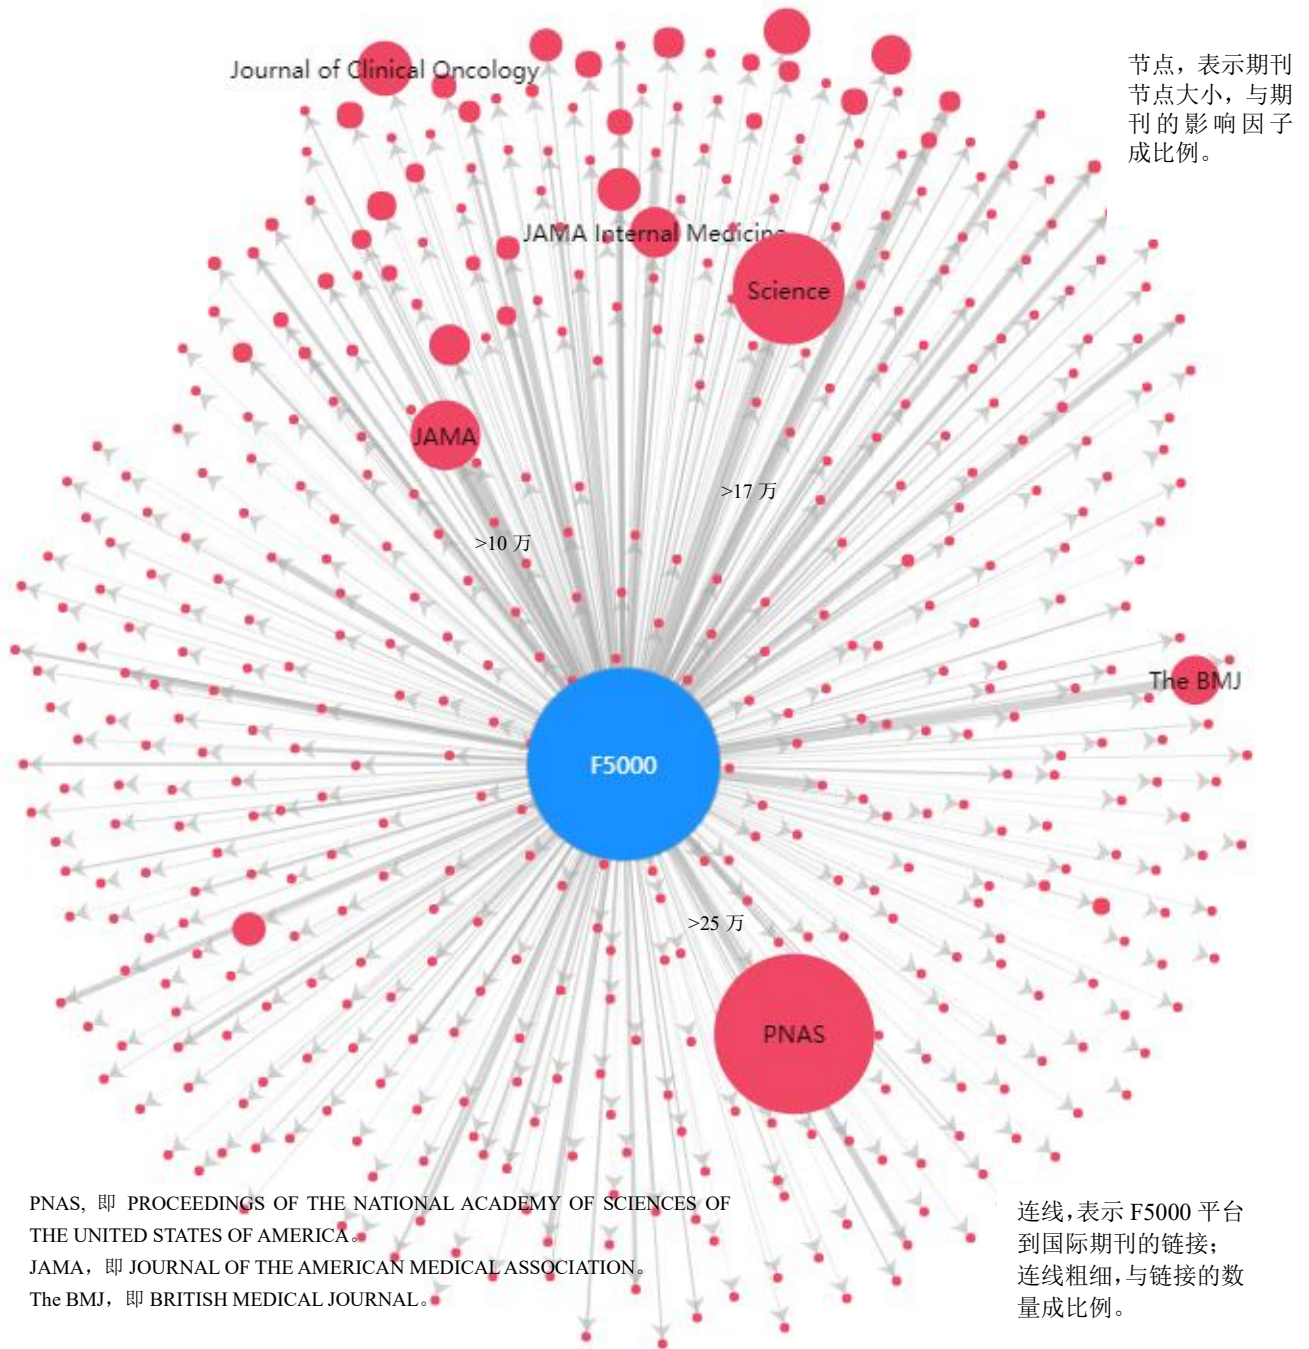 Journal of Clinical Oncology
节点，表示期刊
节点大小，与期
刊的影响因子
成比例。
JAMA Internal Medicine
Science
JAMA
>17 万
>10 万
The BMJ
F5000
>25 万
PNAS
PNAS, 即 PROCEEDINGS OF THE NATIONAL ACADEMY OF SCIENCES OF
THE UNITED STATES OF AMERICA。
JAMA，即 JOURNAL OF THE AMERICAN MEDICAL ASSOCIATION。
The BMJ，即 BRITISH MEDICAL JOURNAL。
连线，表示 F5000 平台
到国际期刊的链接；
连线粗细，与链接的数
量成比例。